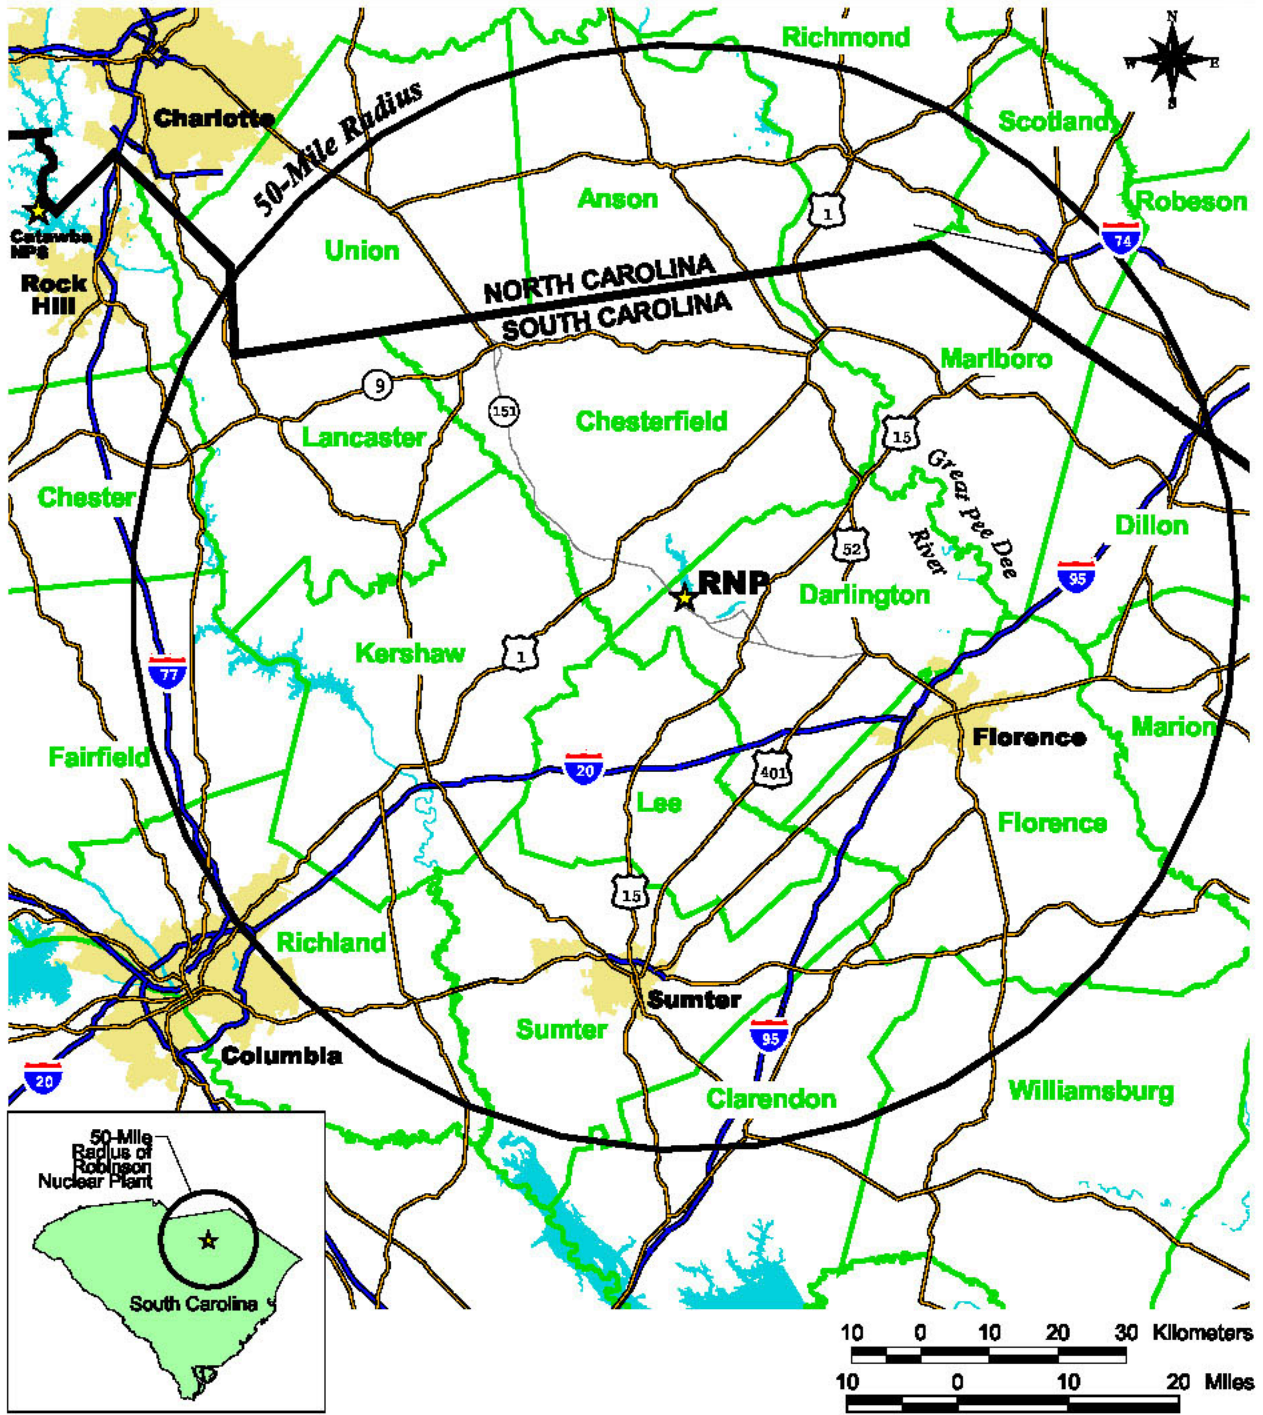 Richmond
N
W E
S
Charlotte
50-Mile Radius
Scotland
Anson
Robeson
1
Catawba
NPS
Union
74
Rock
Hill
NORTH CAROLINA
SOUTH CAROLINA
Marlboro
9
151
Chesterfield
15
Lancaster
Great Pee Dee
River
Chester
Dillon
52
95
RNP
Darlington
Kershaw
1
77
Fairfield
Marion
Florence
20
401
Lee
Florence
15
Richland
Sumter
Sumter
95
Columbia
20
Clarendon
Williamsburg
50-Mile
Radius of
Robinson
Nuclear Plant
South Carolina
10 0 10 20 30 Kilometers
10 0 10 20 Miles